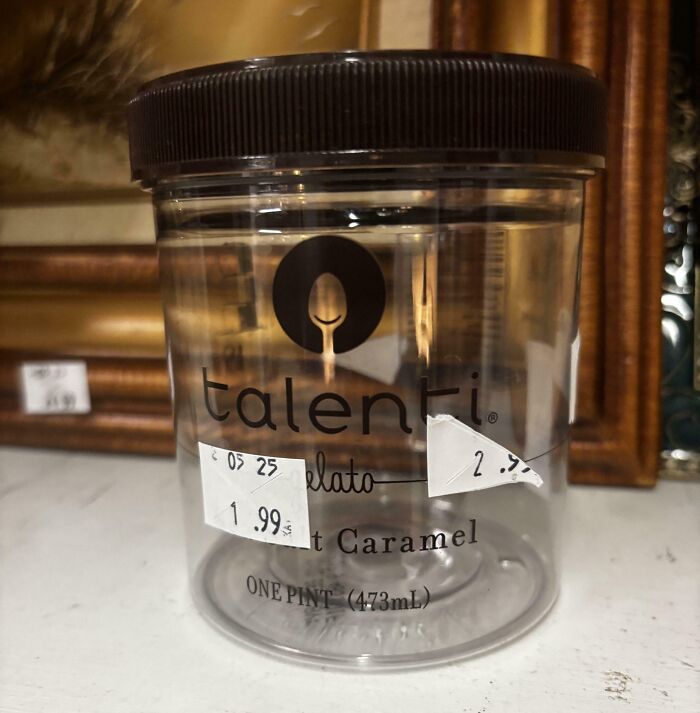 talenti®
05 25
1 .99
elato
2 .9
t Caramel
ONE PINT (473mL)